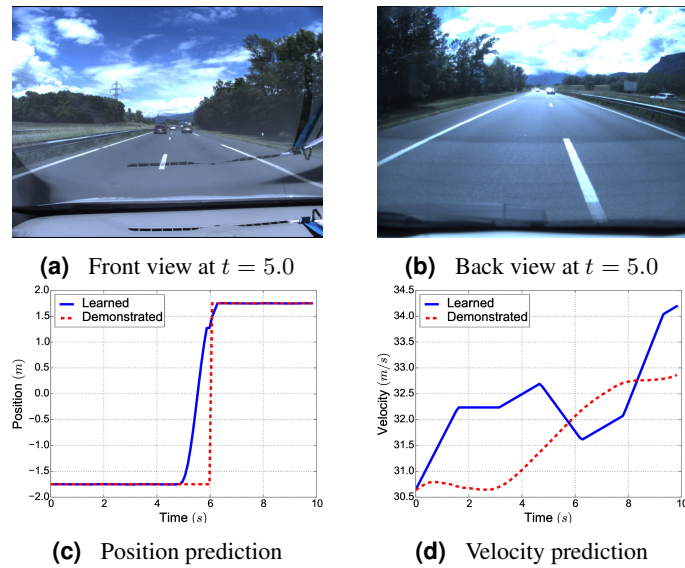 (a) Front view at t = 5.0
(b) Back view at t = 5.0
2.0
1.5
1.0
0.5
0.0
−0.5
−1.0
−1.5
−2.0
Position (m)
Learned
Demonstrated
0 2 4 6 8 10
Time (s)
34.5
34.0
33.5
33.0
32.5
32.0
31.5
31.0
30.5
Velocity (m/s)
Learned
Demonstrated
0 2 4 6 8 10
Time (s)
(c) Position prediction
(d) Velocity prediction